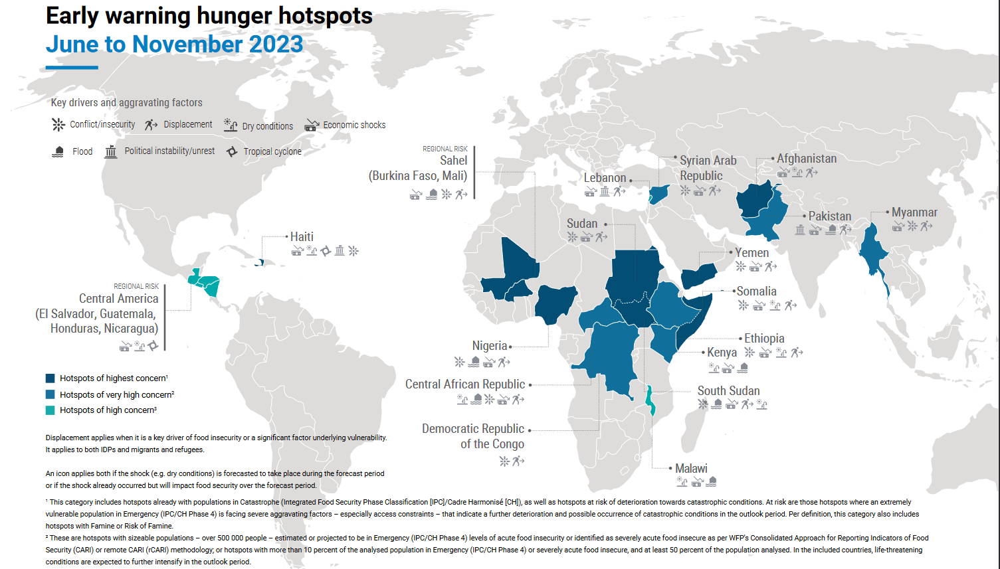 Early warning hunger hotspots
June to November 2023
Key drivers and aggravating factors
Conflict/insecurity
Displacement
Dry conditions
Economic shocks
Flood
Political instability/unrest
Tropical cyclone
REGIONAL RISK
Sahel
(Burkina Faso, Mali)
Lebanon
Syrian Arab
Republic
Afghanistan
Pakistan
Myanmar
Sudan
Haiti
Yemen
REGIONAL RISK
Central America
(El Salvador, Guatemala,
Honduras, Nicaragua)
Somalia
Nigeria
Ethiopia
Kenya
Central African Republic
South Sudan
Democratic Republic
of the Congo
Malawi
Hotspots of highest concern¹
Hotspots of very high concern²
Hotspots of high concern³
Displacement applies when it is a key driver of food insecurity or a significant factor underlying vulnerability.
It applies to both IDPs and migrants and refugees.
An icon applies both if the shock (e.g. dry conditions) is forecasted to take place during the forecast period
or if the shock already occurred but will impact food security over the forecast period.
¹ This category includes hotspots already with populations in Catastrophe (Integrated Food Security Phase Classification [IPC]/Cadre Harmonisé [CH]), as well as hotspots at risk of deterioration towards catastrophic conditions. At risk are those hotspots where an extremely
vulnerable population in Emergency (IPC/CH Phase 4) is facing severe aggravating factors – especially access constraints – that indicate a further deterioration and possible occurrence of catastrophic conditions in the outlook period. Per definition, this category also includes
hotspots with Famine or Risk of Famine.
² These are hotspots with sizeable populations – over 500 000 people – estimated or projected to be in Emergency (IPC/CH Phase 4) levels of acute food insecurity or identified as severely acute food insecure as per WFP's Consolidated Approach for Reporting Indicators of Food
Security (CARI) or remote CARI (rCARI) methodology; or hotspots with more than 10 percent of the analysed population in Emergency (IPC/CH Phase 4) or severely acute food insecure, and at least 50 percent of the population analysed. In the included countries, life-threatening
conditions are expected to further intensify in the outlook period.